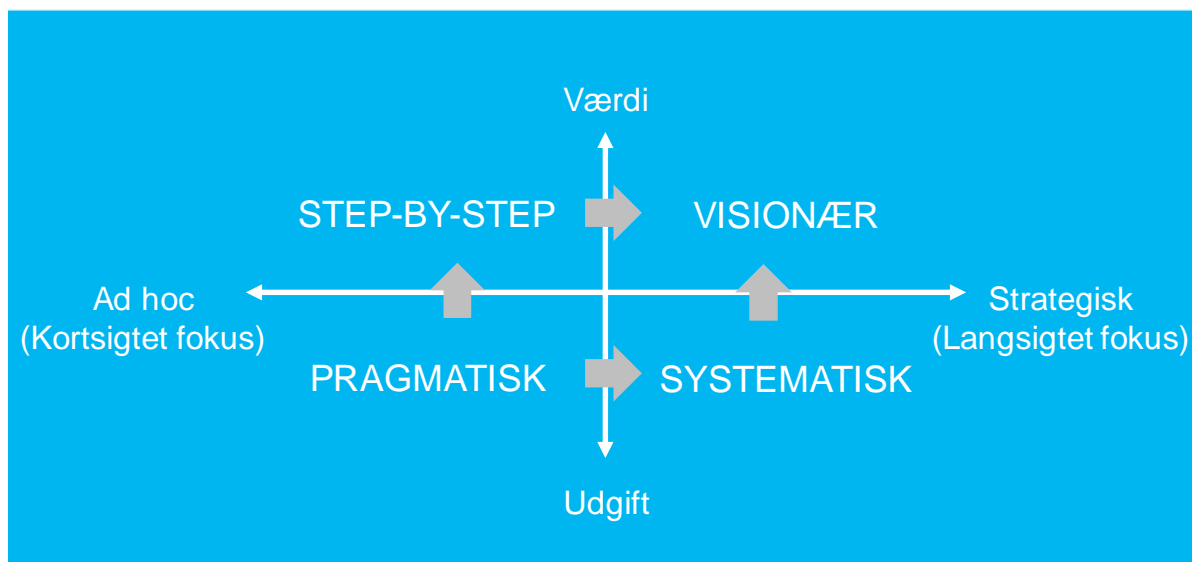 Værdi
STEP-BY-STEP
VISIONÆR
Ad hoc
(Kortsigtet fokus)
Strategisk
(Langsigtet fokus)
PRAGMATISK
SYSTEMATISK
Udgift